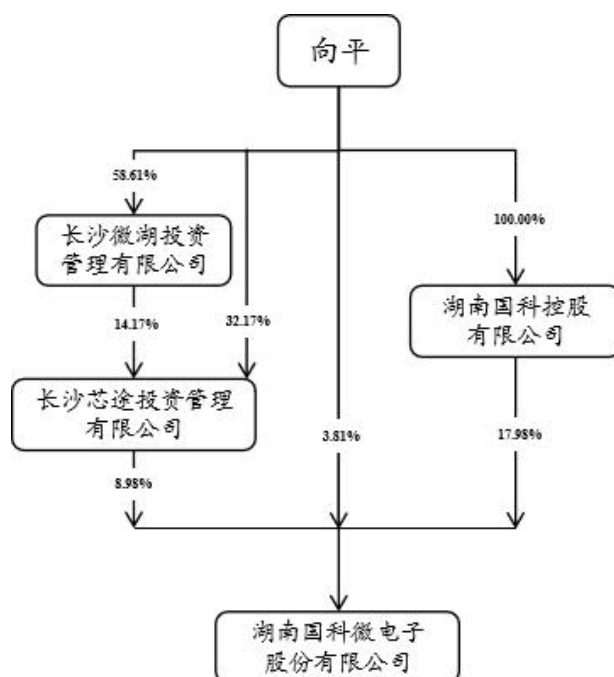 向平
58.61%
100.00%
长沙微湖投资
管理有限公司
14.17%
32.17%
湖南国科控股
有限公司
长沙芯途投资管理
有限公司
3.81%
17.98%
8.98%
湖南国科微电子
股份有限公司